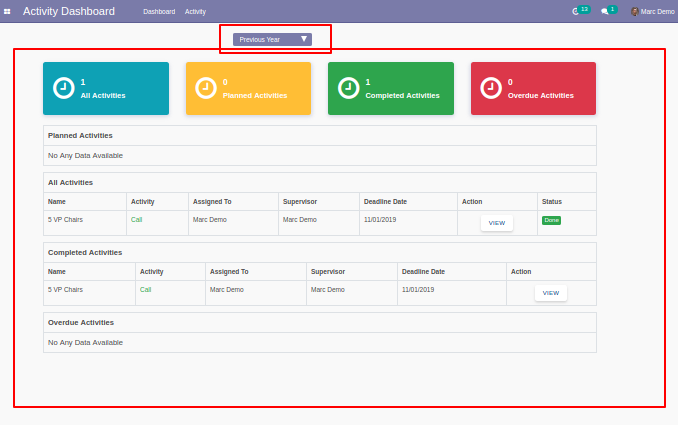 Activity Dashboard Dashboard Activity 13 1 Marc Demo
Previous Year
1 0 1 0
All Activities Planned Activities Completed Activities Overdue Activities
Planned Activities
No Any Data Available
All Activities
Name Activity Assigned To Supervisor Deadline Date Action Status
5 VP Chairs Call Marc Demo Marc Demo 11/01/2019 VIEW Done
Completed Activities
Name Activity Assigned To Supervisor Deadline Date Action
5 VP Chairs Call Marc Demo Marc Demo 11/01/2019 VIEW
Overdue Activities
No Any Data Available